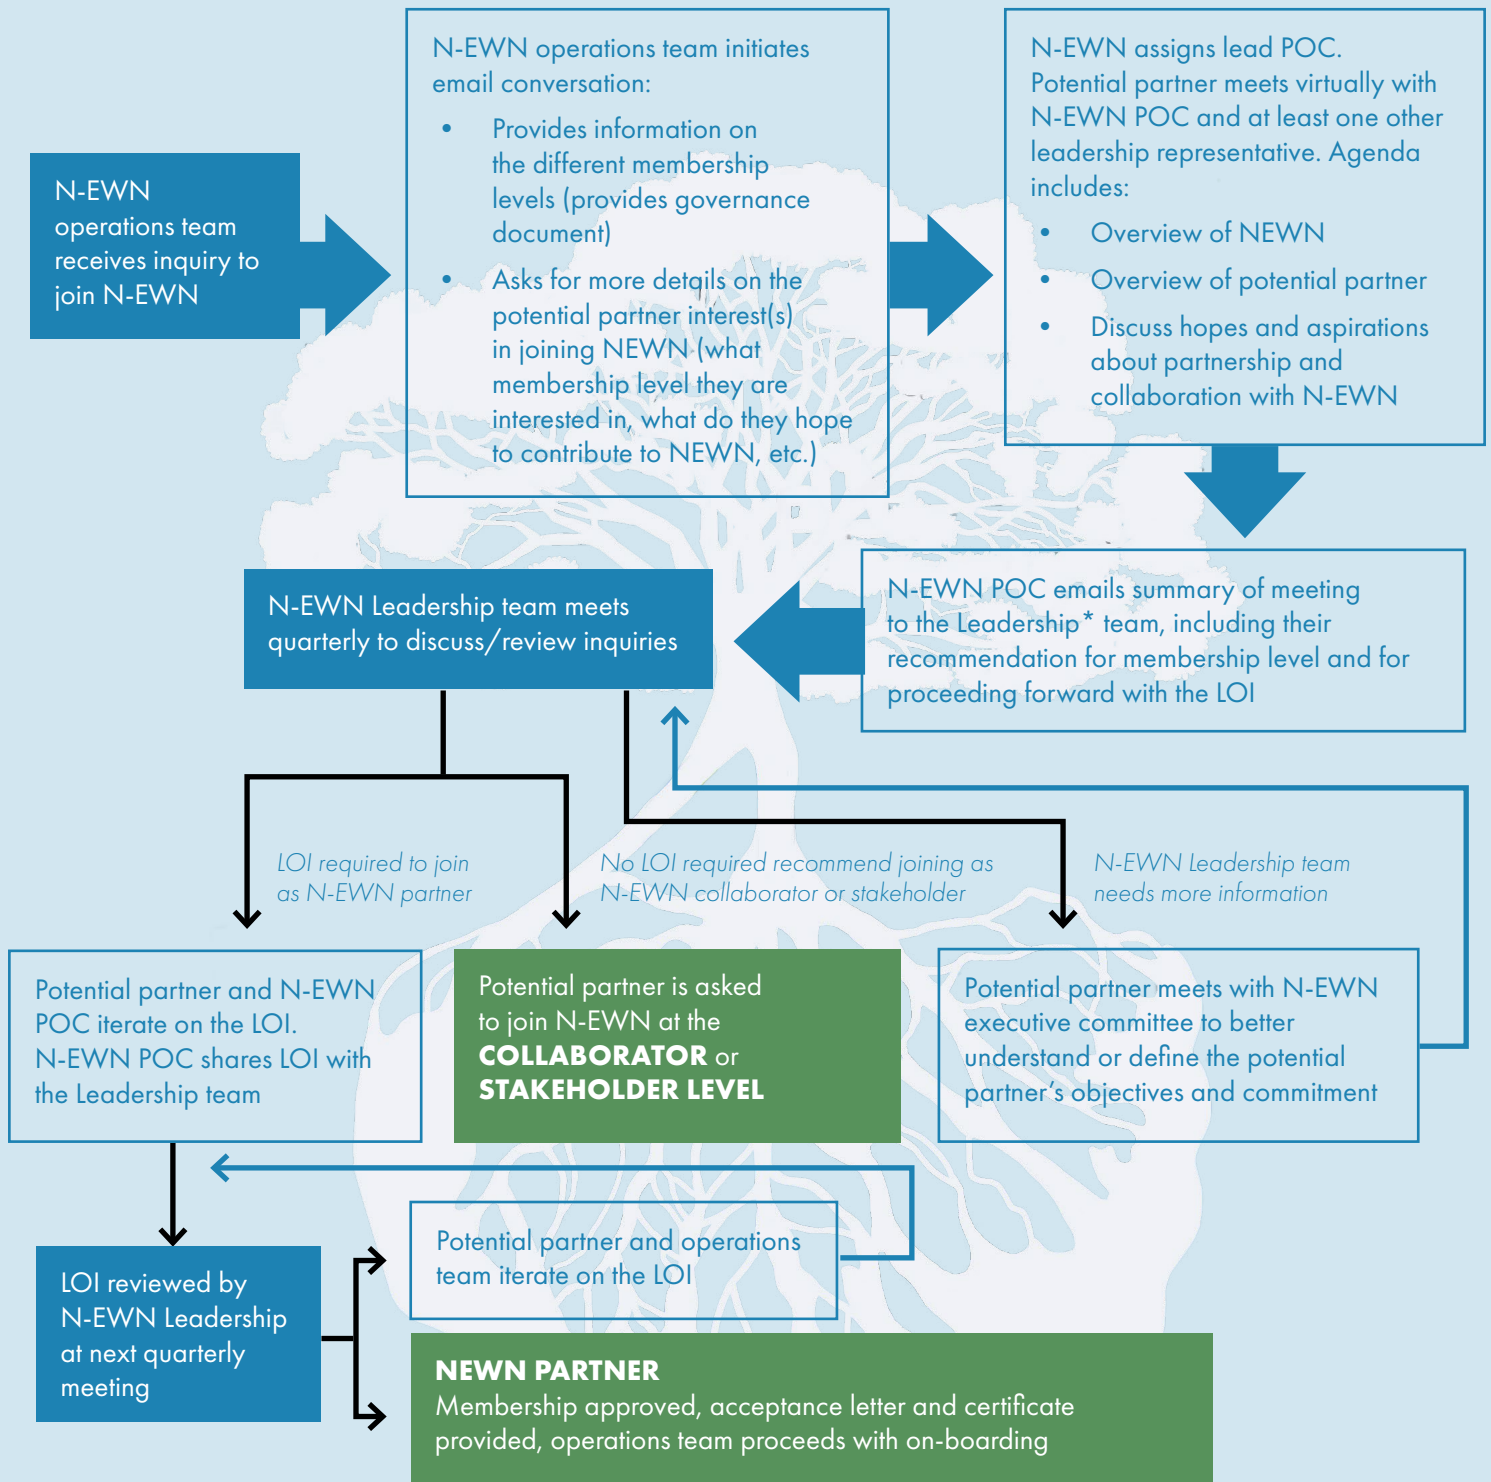 N-EWN
operations team
receives inquiry to
join N-EWN
N-EWN operations team initiates
email conversation:
• Provides information on
the different membership
levels (provides governance
document)
• Asks for more details on the
potential partner interest(s)
in joining NEWN (what
membership level they are
interested in, what do they hope
to contribute to NEWN, etc.)
N-EWN assigns lead POC.
Potential partner meets virtually with
N-EWN POC and at least one other
leadership representative. Agenda
includes:
• Overview of NEWN
• Overview of potential partner
• Discuss hopes and aspirations
about partnership and
collaboration with N-EWN
N-EWN POC emails summary of meeting
to the Leadership* team, including their
recommendation for membership level and for
proceeding forward with the LOI
N-EWN Leadership team meets
quarterly to discuss/review inquiries
LOI required to join
as N-EWN partner
No LOI required recommend joining as
N-EWN collaborator or stakeholder
N-EWN Leadership team
needs more information
Potential partner and N-EWN
POC iterate on the LOI.
N-EWN POC shares LOI with
the Leadership team
Potential partner is asked
to join N-EWN at the
COLLABORATOR or
STAKEHOLDER LEVEL
Potential partner meets with N-EWN
executive committee to better
understand or define the potential
partner's objectives and commitment
LOI reviewed by
N-EWN Leadership
at next quarterly
meeting
Potential partner and operations
team iterate on the LOI
NEWN PARTNER
Membership approved, acceptance letter and certificate
provided, operations team proceeds with on-boarding